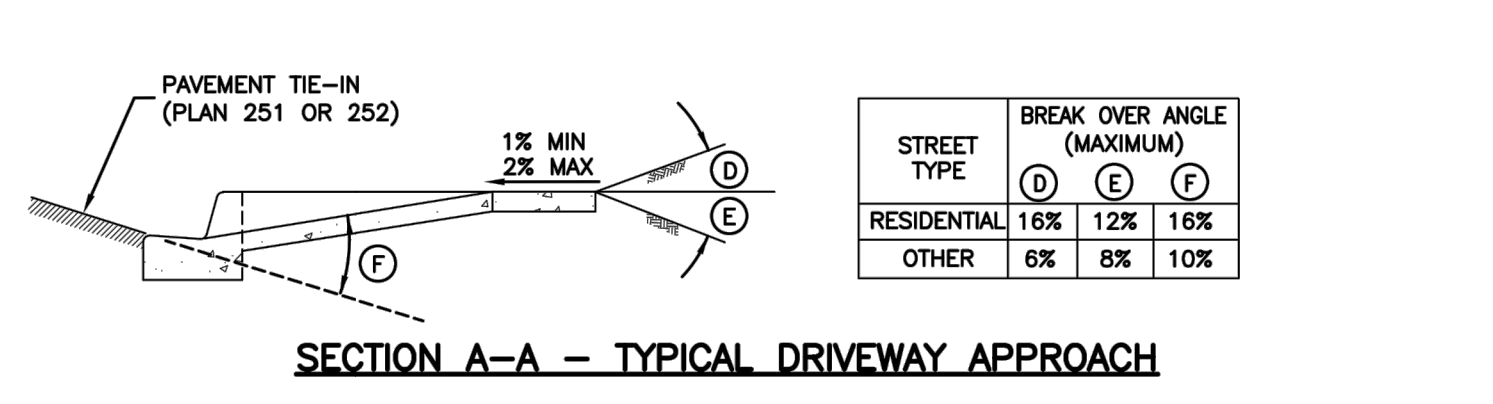 PAVEMENT TIE-IN
(PLAN 251 OR 252)
1% MIN
2% MAX
D
E
F
STREET
TYPE
BREAK OVER ANGLE
(MAXIMUM)
D E F
RESIDENTIAL 16% 12% 16%
OTHER 6% 8% 10%
SECTION A-A - TYPICAL DRIVEWAY APPROACH